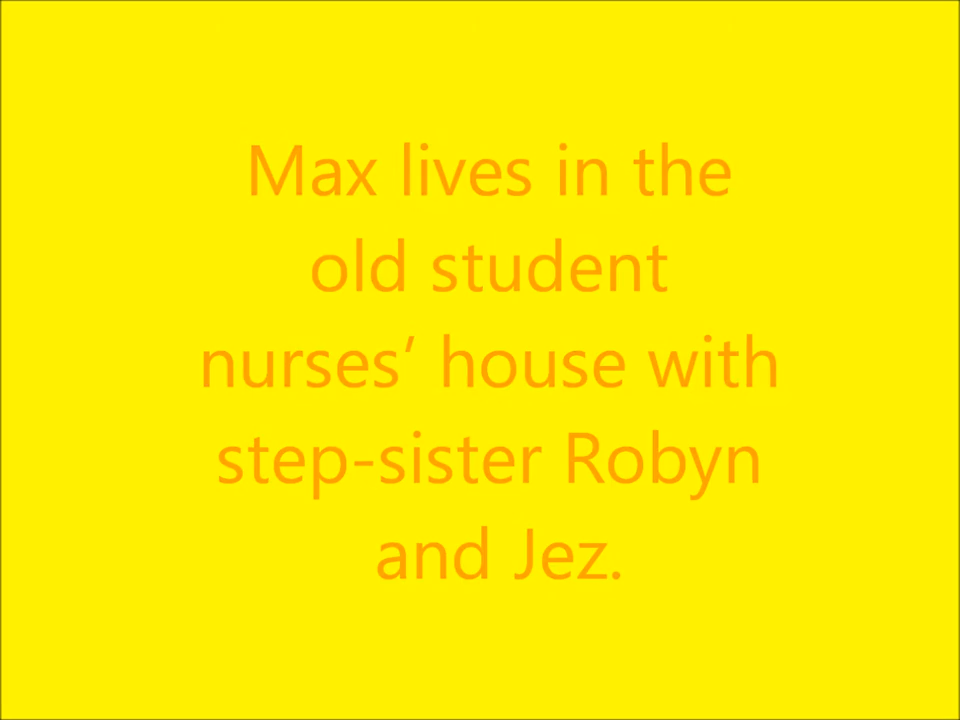 Max lives in the
old student
nurses’ house with
step-sister Robyn
and Jez.